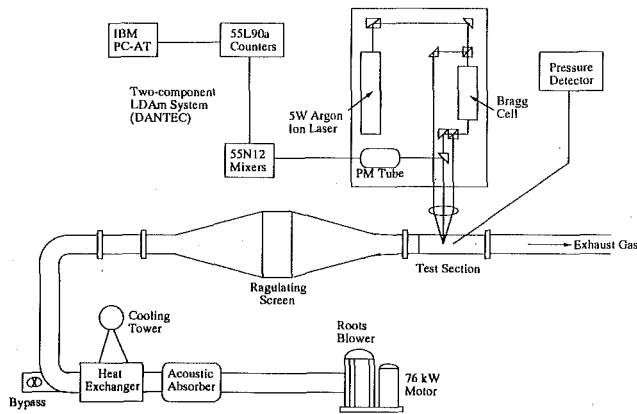 IBM
PC-AT
55L90a
Counters
Two-component
LDAm System
(DANTEC)
55N12
Mixers
5W Argon
Ion Laser
Bragg
Cell
PM Tube
Pressure
Detector
Ragulating
Screen
Test Section
Exhaust Gas
Cooling
Tower
Heat
Exchanger
Bypass
Acoustic
Absorber
Roots
Blower
76 kW
Motor